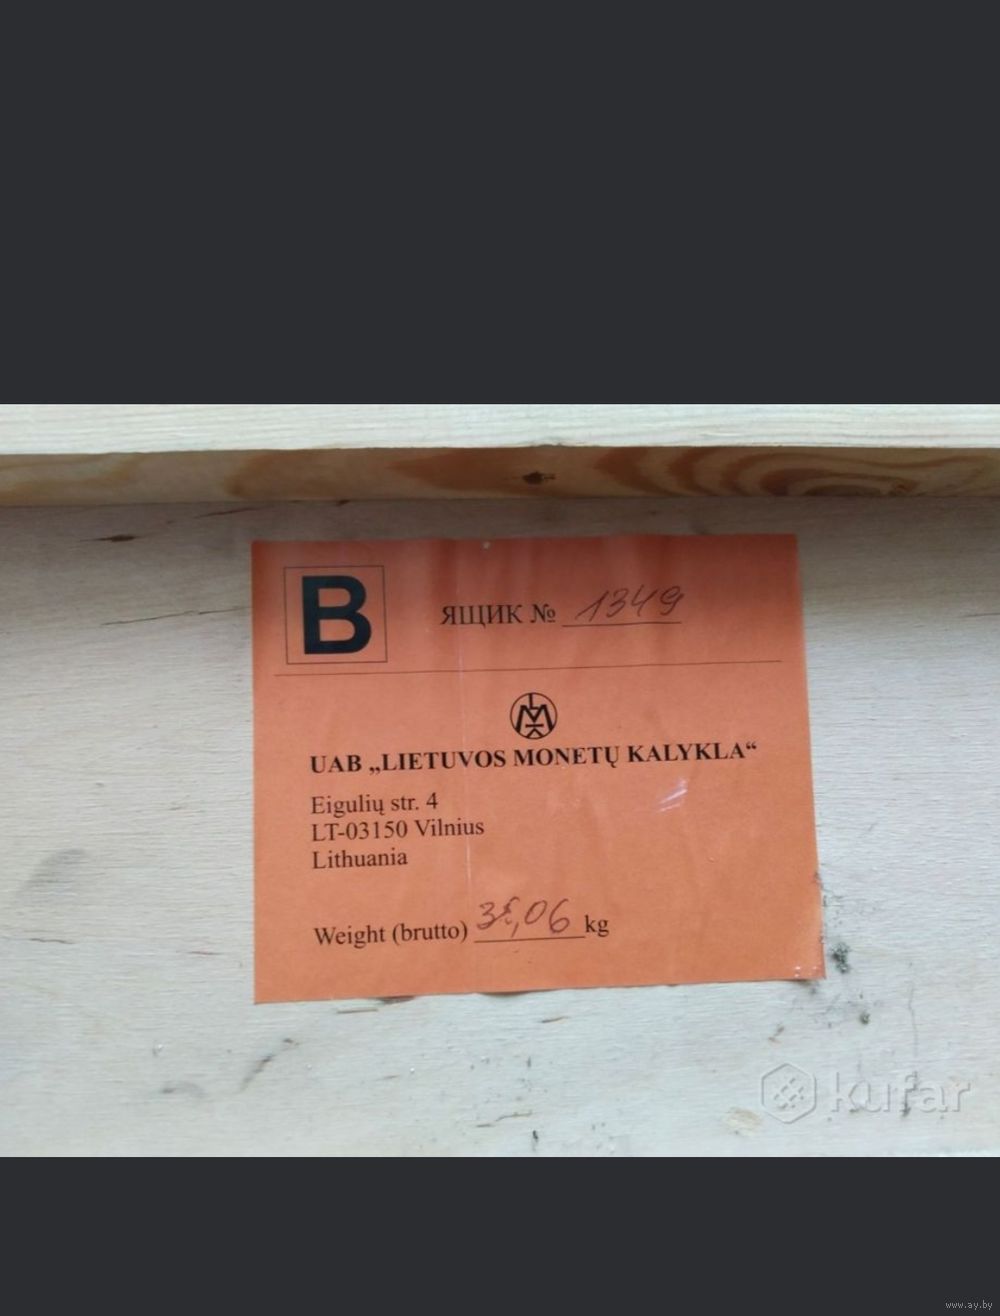 B
ЯЩИК № 1349
LMK
UAB „LIETUVOS MONETŲ KALYKLA“
Eigulių str. 4
LT-03150 Vilnius
Lithuania
Weight (brutto) kg
kufar
www.ay.by